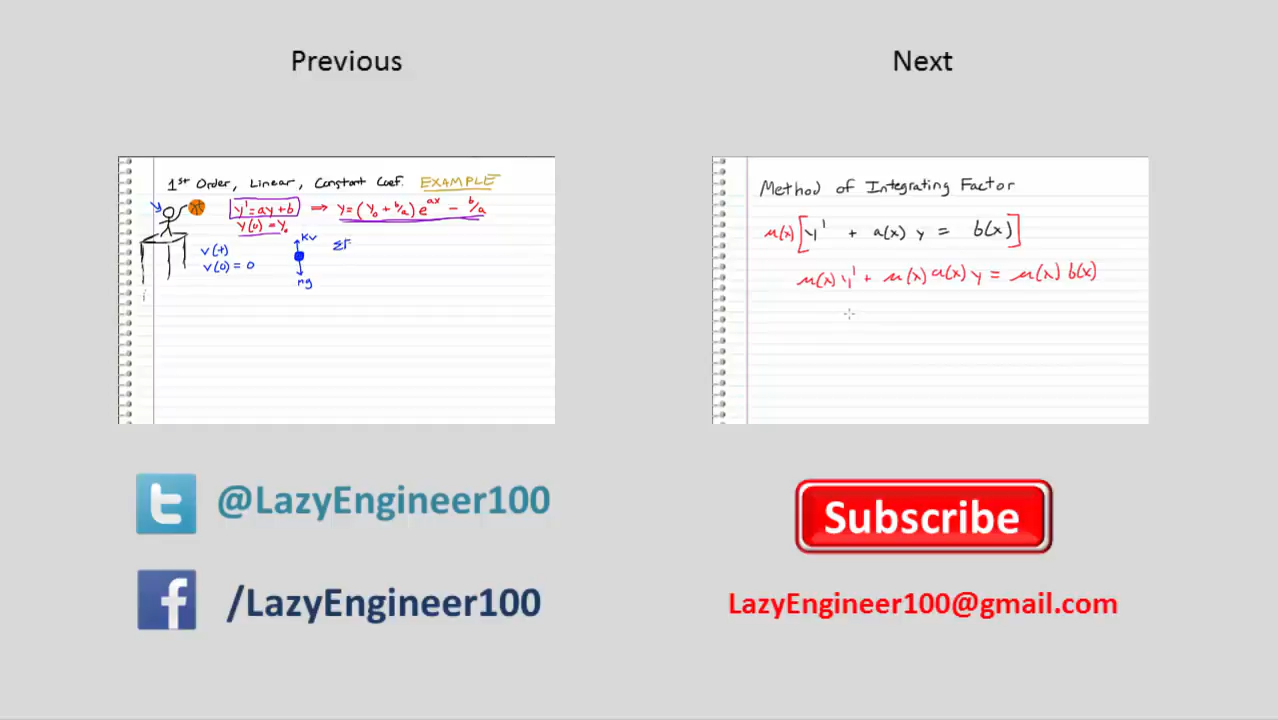 Previous
Next
1st Order, Linear, Constant Coef. EXAMPLE
y' = ay + b ⇒ y = (y₀ + b/a) e^ax - b/a
y(0) = y₀
v(t)
v(0) = 0
kv
mg
ΣF
Method of Integrating Factor
μ(x) [y' + a(x) y = b(x)]
μ(x) y' + μ(x) a(x) y = μ(x) b(x)
@LazyEngineer100
/LazyEngineer100
Subscribe
LazyEngineer100@gmail.com